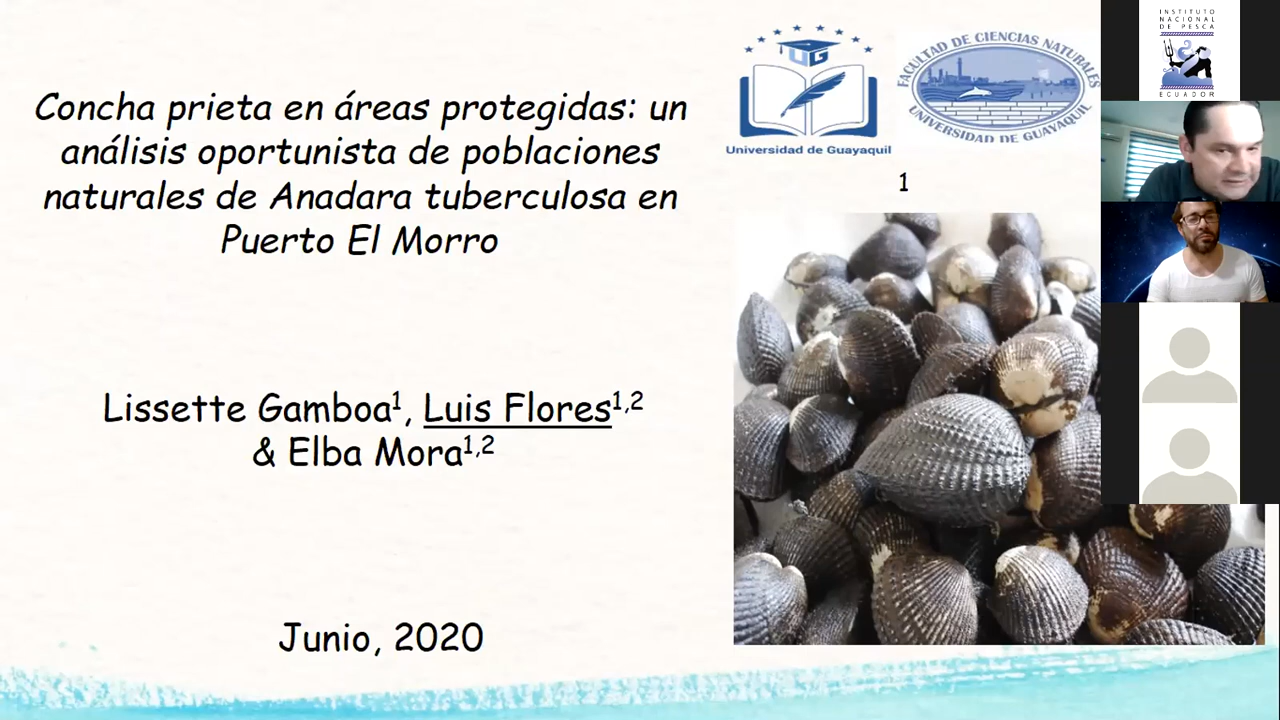 Concha prieta en áreas protegidas: un
análisis oportunista de poblaciones
naturales de Anadara tuberculosa en
Puerto El Morro
Lissette Gamboa1, Luis Flores1,2
& Elba Mora1,2
Junio, 2020
UG
Universidad de Guayaquil
FACULTAD DE CIENCIAS NATURALES
UNIVERSIDAD DE GUAYAQUIL
1
INSTITUTO
NACIONAL
DE PESCA
ECUADOR